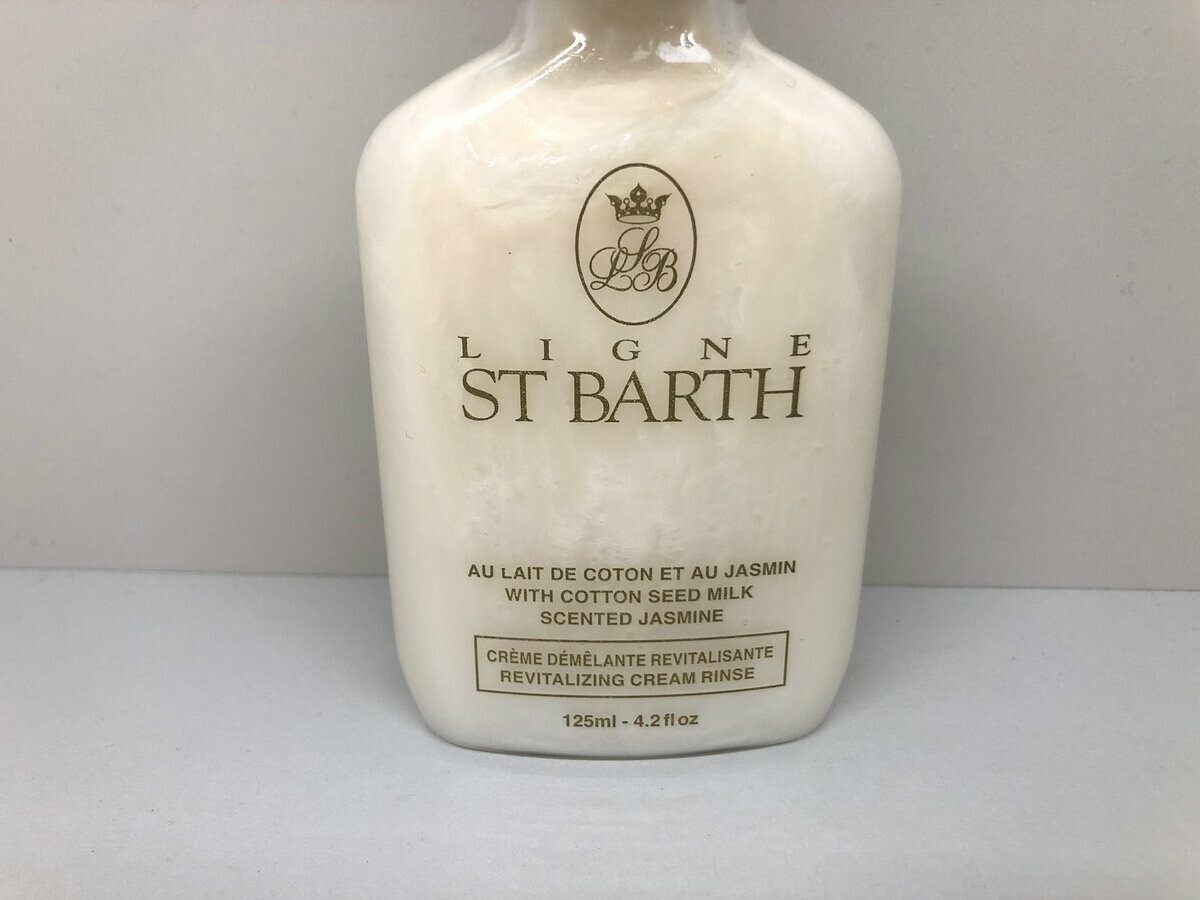 LSB
LIGNE
ST BARTH
AU LAIT DE COTON ET AU JASMIN
WITH COTTON SEED MILK
SCENTED JASMINE
CRÈME DÉMÊLANTE REVITALISANTE
REVITALIZING CREAM RINSE
125ml - 4.2 fl oz